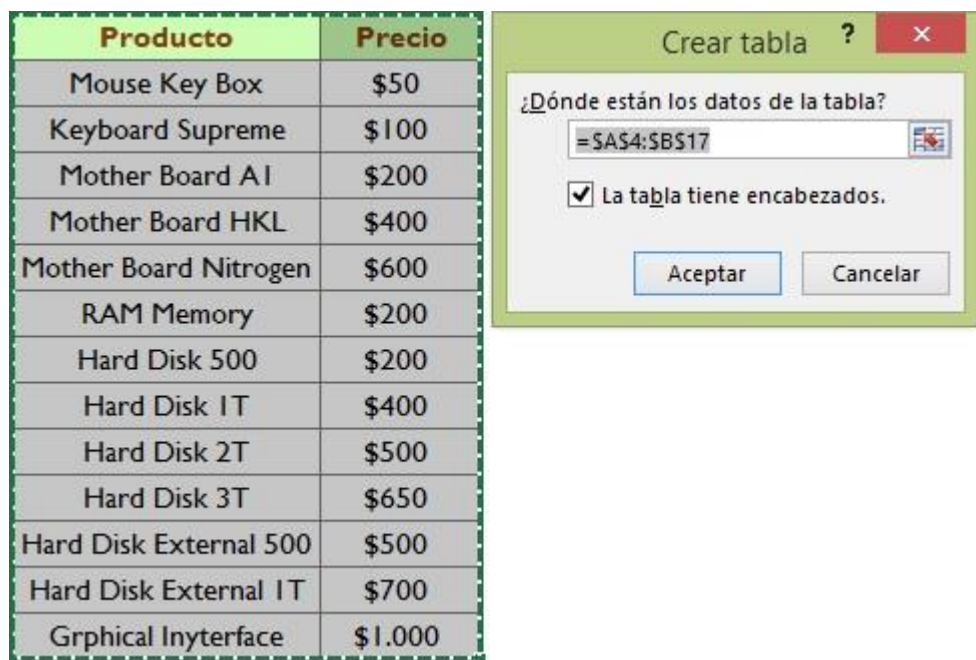 Producto Precio
Mouse Key Box $50
Keyboard Supreme $100
Mother Board A1 $200
Mother Board HKL $400
Mother Board Nitrogen $600
RAM Memory $200
Hard Disk 500 $200
Hard Disk 1T $400
Hard Disk 2T $500
Hard Disk 3T $650
Hard Disk External 500 $500
Hard Disk External 1T $700
Grphical Inyterface $1.000
Crear tabla ? ×
¿Dónde están los datos de la tabla?
=$A$4:$B$17
La tabla tiene encabezados.
Aceptar Cancelar